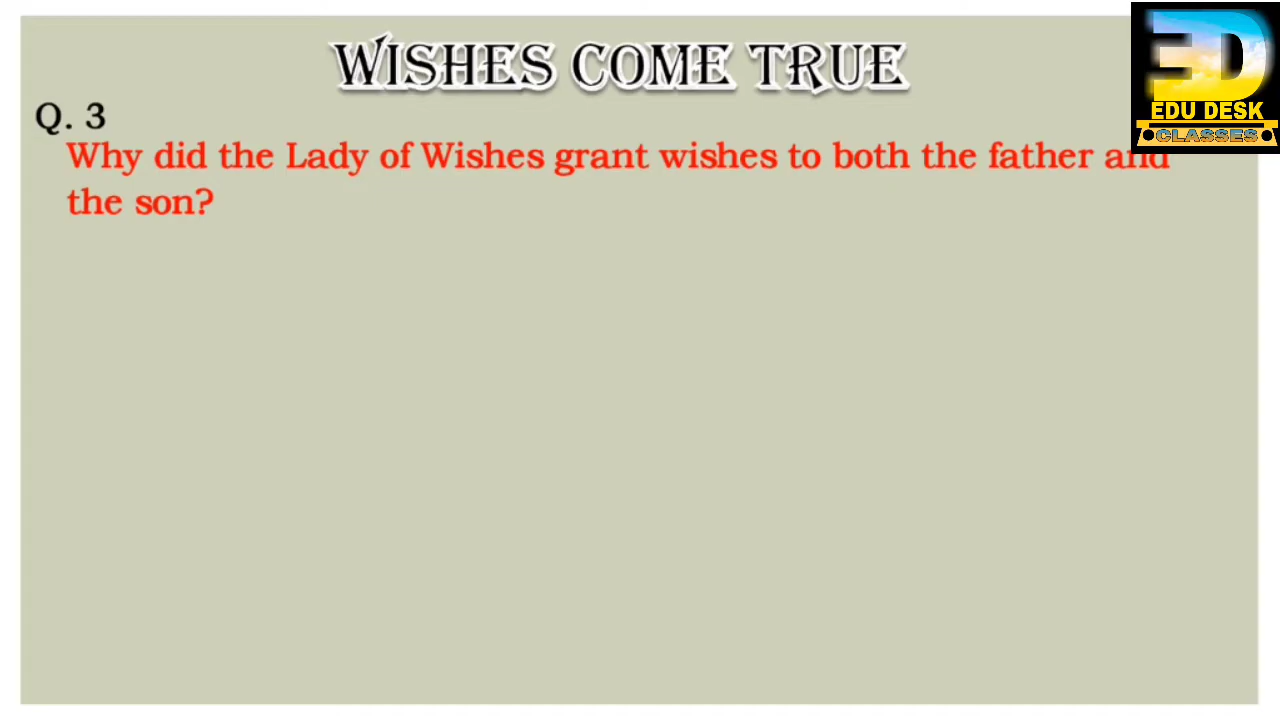 WISHES COME TRUE
ED
EDU DESK
CLASSES
Q. 3
Why did the Lady of Wishes grant wishes to both the father and
the son?